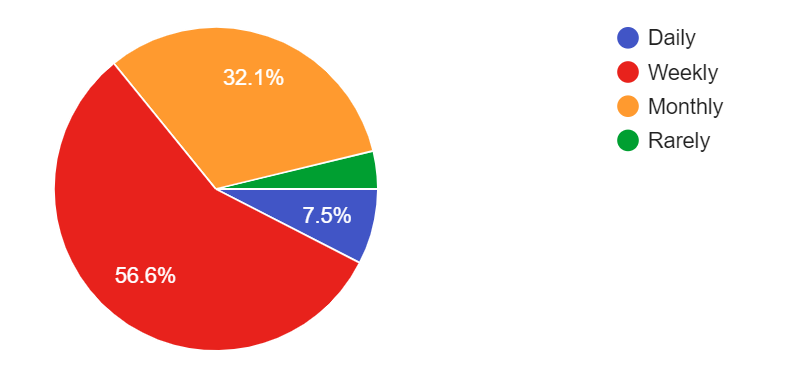 32.1%
7.5%
56.6%
Daily
Weekly
Monthly
Rarely